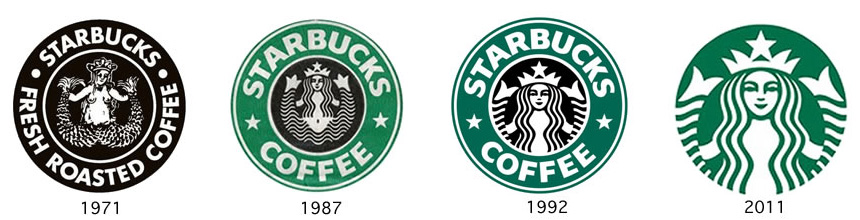 STARBUCKS
• FRESH ROASTED COFFEE •
STARBUCKS
COFFEE
STARBUCKS
COFFEE
1971
1987
1992
2011